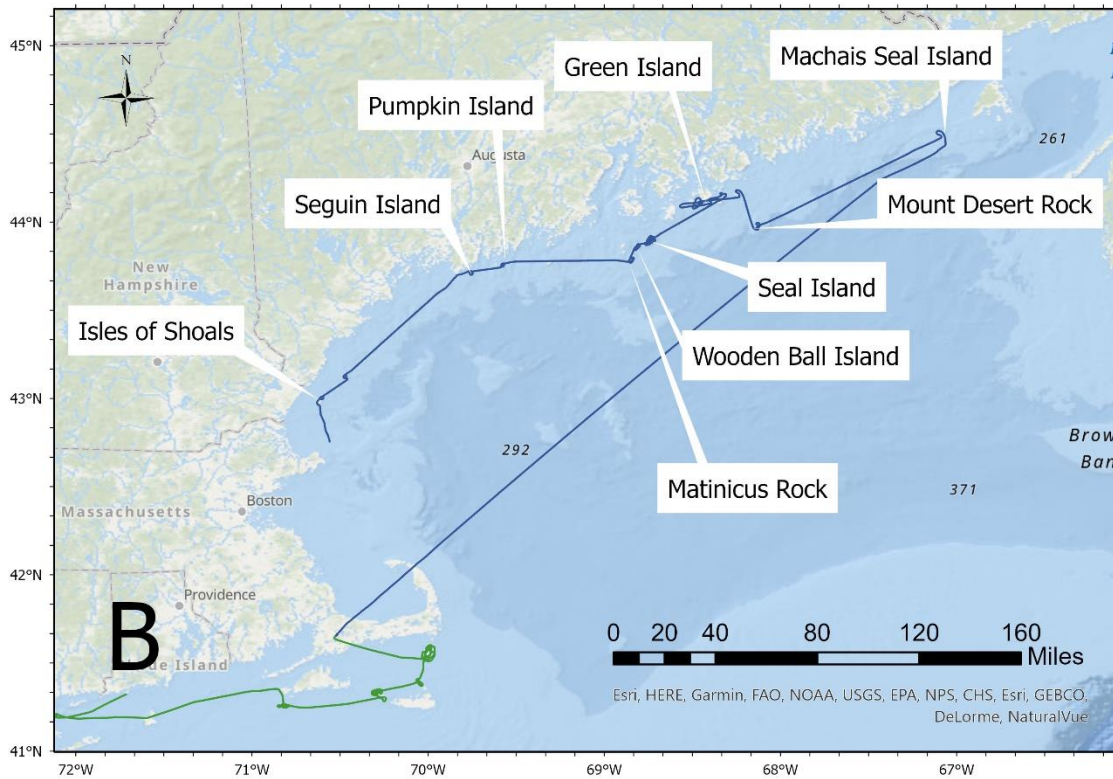 45°N
44°N
43°N
42°N
41°N
N
Green Island
Machais Seal Island
Pumpkin Island
Augusta
261
Seguin Island
Mount Desert Rock
New
Hampshire
Seal Island
Isles of Shoals
Wooden Ball Island
292
Matinicus Rock
Brow
Ban
371
Boston
Massachusetts
Providence
B
de Island
0 20 40 80 120 160
Miles
Esri, HERE, Garmin, FAO, NOAA, USGS, EPA, NPS, CHS, Esri, GEBCO,
DeLorme, NaturalVue
72°W 71°W 70°W 69°W 68°W 67°W